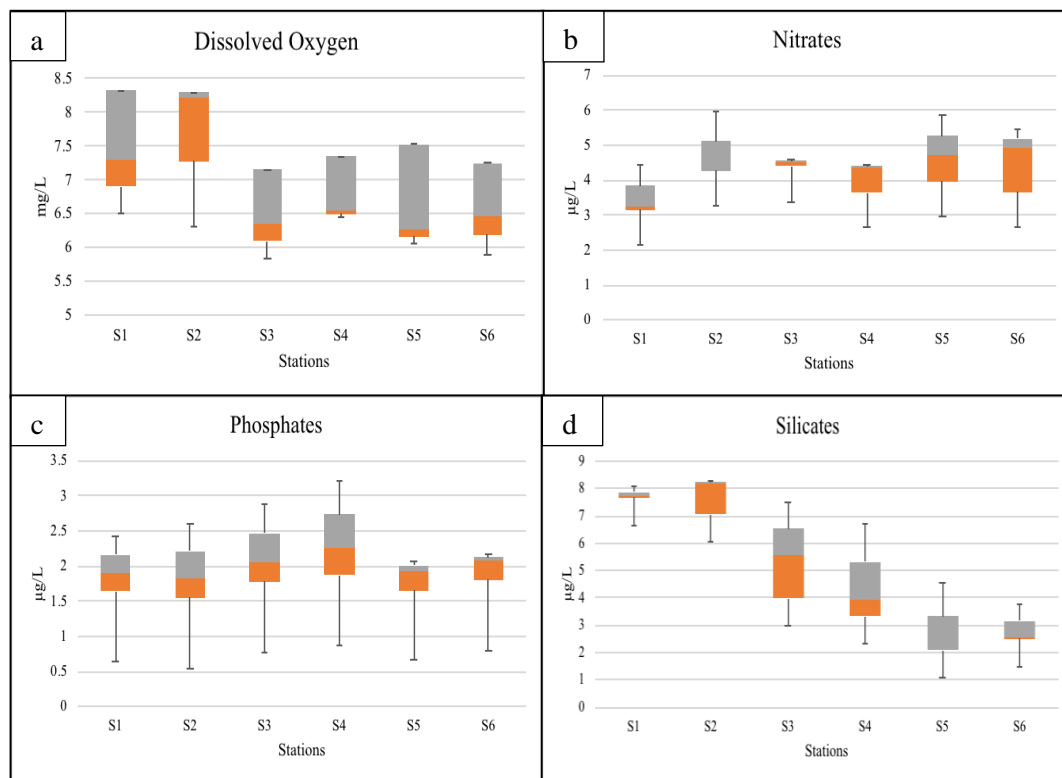 a
Dissolved Oxygen
8.5
8
7.5
7
6.5
6
5.5
5
mg/L
S1 S2 S3 S4 S5 S6
Stations
b
Nitrates
7
6
5
4
3
2
1
0
µg/L
S1 S2 S3 S4 S5 S6
Stations
c
Phosphates
3.5
3
2.5
2
1.5
1
0.5
0
µg/L
S1 S2 S3 S4 S5 S6
Stations
d
Silicates
9
8
7
6
5
4
3
2
1
0
µg/L
S1 S2 S3 S4 S5 S6
Stations